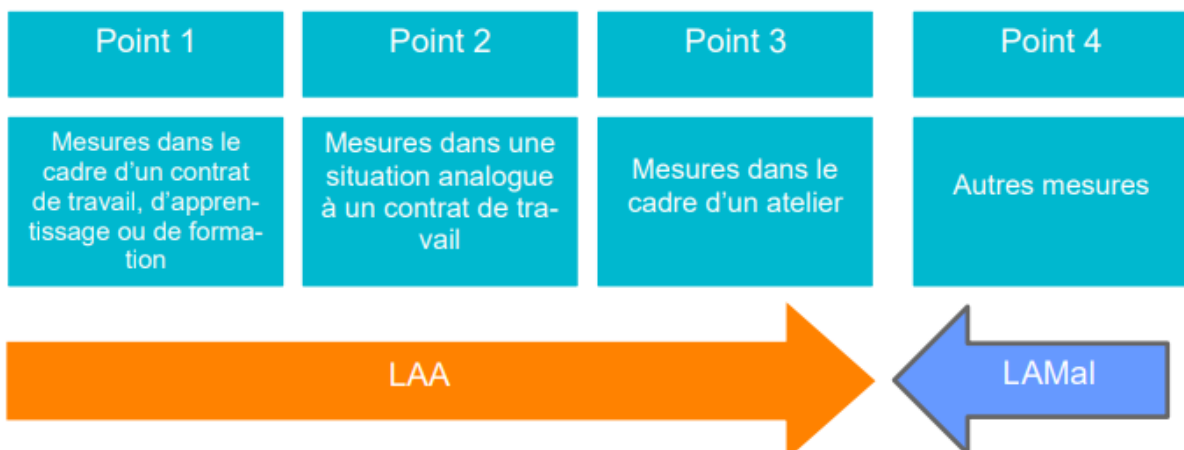 Point 1
Point 2
Point 3
Point 4
Mesures dans le
cadre d'un contrat
de travail, d'appren-
tissage ou de forma-
tion
Mesures dans une
situation analogue
à un contrat de tra-
vail
Mesures dans le
cadre d'un atelier
Autres mesures
LAA
LAMal